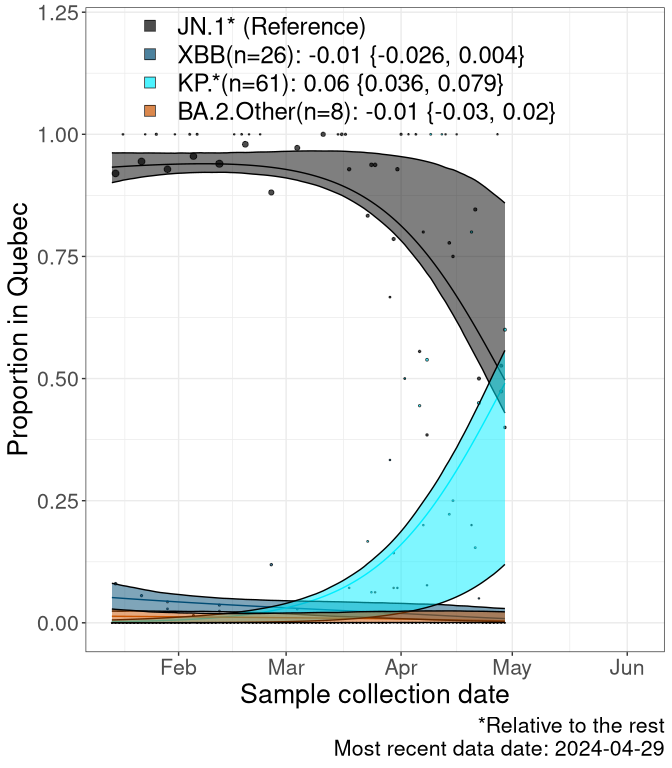 JN.1* (Reference)
XBB(n=26): -0.01 {-0.026, 0.004}
KP.*(n=61): 0.06 {0.036, 0.079}
BA.2.Other(n=8): -0.01 {-0.03, 0.02}
1.25
1.00
0.75
0.50
0.25
0.00
Proportion in Quebec
Feb Mar Apr May Jun
Sample collection date
*Relative to the rest
Most recent data date: 2024-04-29